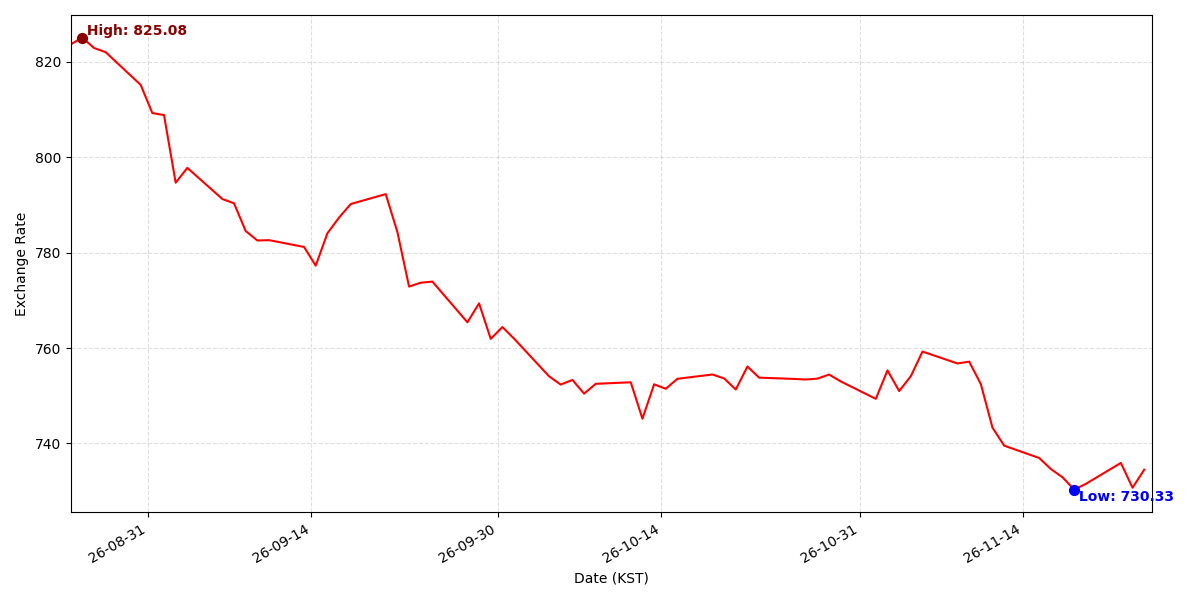 High: 825.08
820
800
780
760
740
Exchange Rate
Low: 730.33
26-08-31
26-09-14
26-09-30
26-10-14
26-10-31
26-11-14
Date (KST)